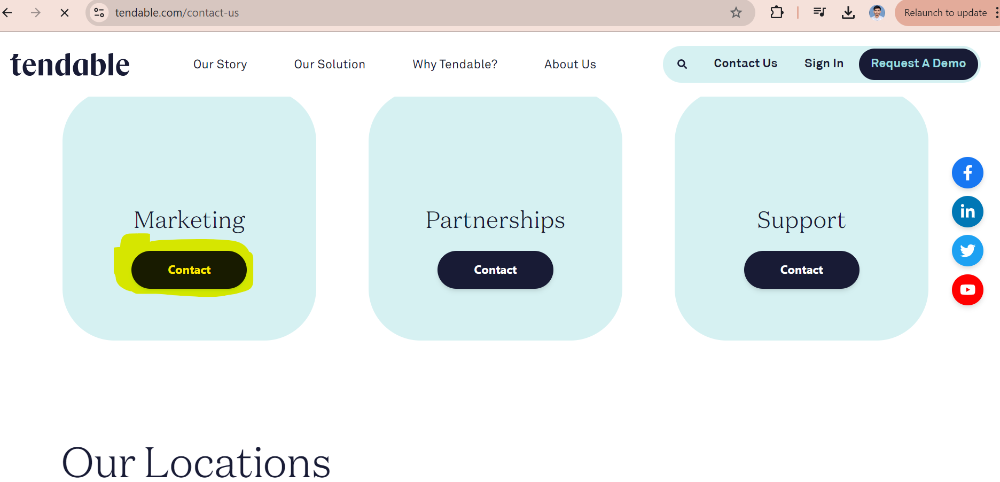 tendable.com/contact-us
Relaunch to update
tendable
Our Story
Our Solution
Why Tendable?
About Us
Contact Us
Sign In
Request A Demo
Marketing
Partnerships
Support
Contact
Contact
Contact
Our Locations